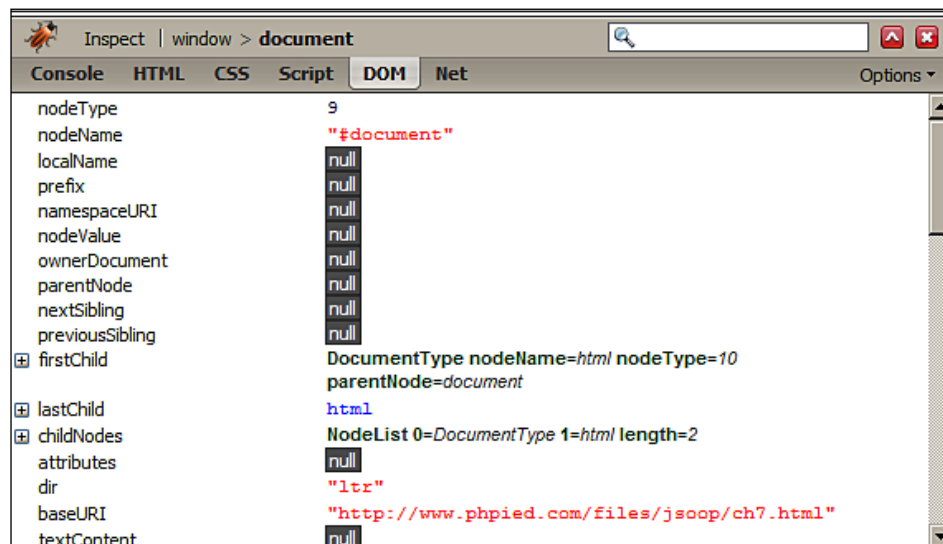 Inspect | window > document
Console HTML CSS Script DOM Net Options
nodeType 9
nodeName "#document"
localName null
prefix null
namespaceURI null
nodeValue null
ownerDocument null
parentNode null
nextSibling null
previousSibling null
firstChild DocumentType nodeName=html nodeType=10
parentNode=document
lastChild html
childNodes NodeList 0=DocumentType 1=html length=2
attributes null
dir "ltr"
baseURI "http://www.phpied.com/files/jsoop/ch7.html"
textContent null